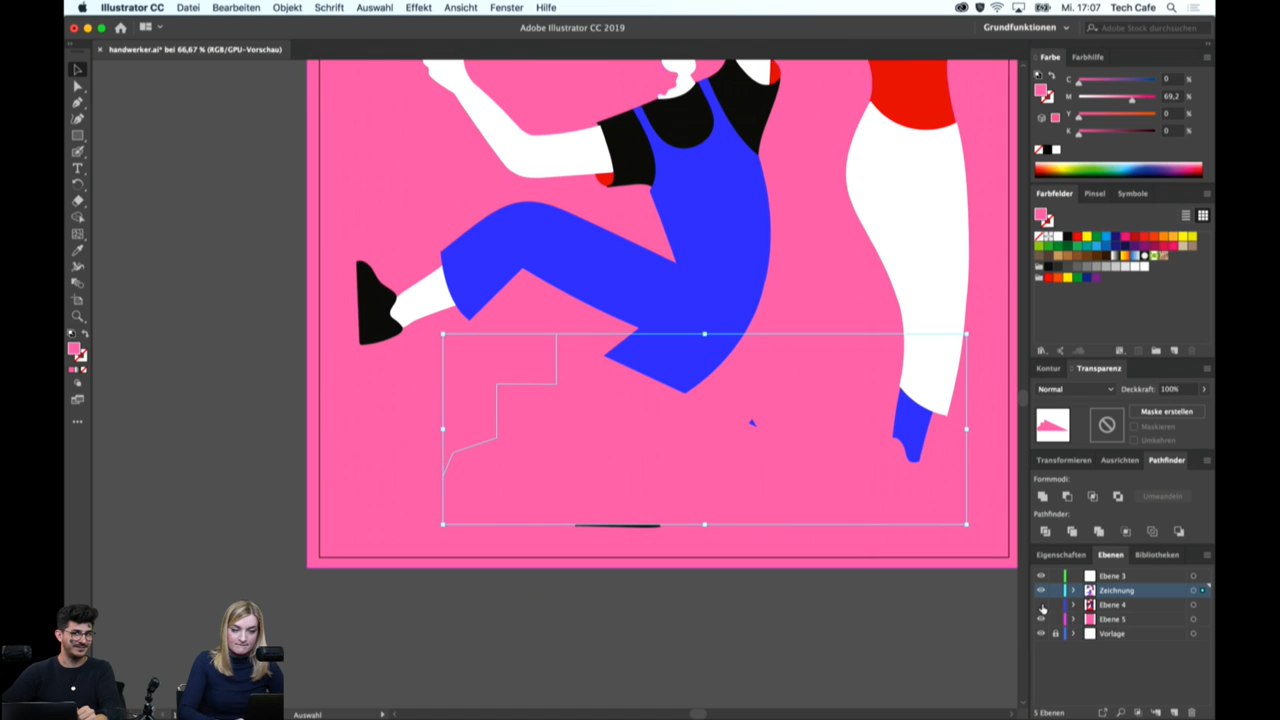 Illustrator CC Datei Bearbeiten Objekt Schrift Auswahl Effekt Ansicht Fenster Hilfe Mi. 17:07 Tech Cafe
Adobe Illustrator CC 2019
Grundfunktionen
Adobe Stock durchsuchen
× handwerker.ai* bei 66,67 % (RGB/GPU-Vorschau)
Farbe Farbhilfe
C 0 %
M 69,2 %
Y 0 %
K 0 %
Farbfelder Pinsel Symbole
Kontur Transparenz
Normal Deckkraft: 100%
Maske erstellen
Maskieren
Umkehren
Transformieren Ausrichten Pathfinder
Formmodi:
Umwandeln
Pathfinder:
Eigenschaften Ebenen Bibliotheken
Ebene 3
Zeichnung
Ebene 4
Ebene 5
Vorlage
Auswahl
5 Ebenen